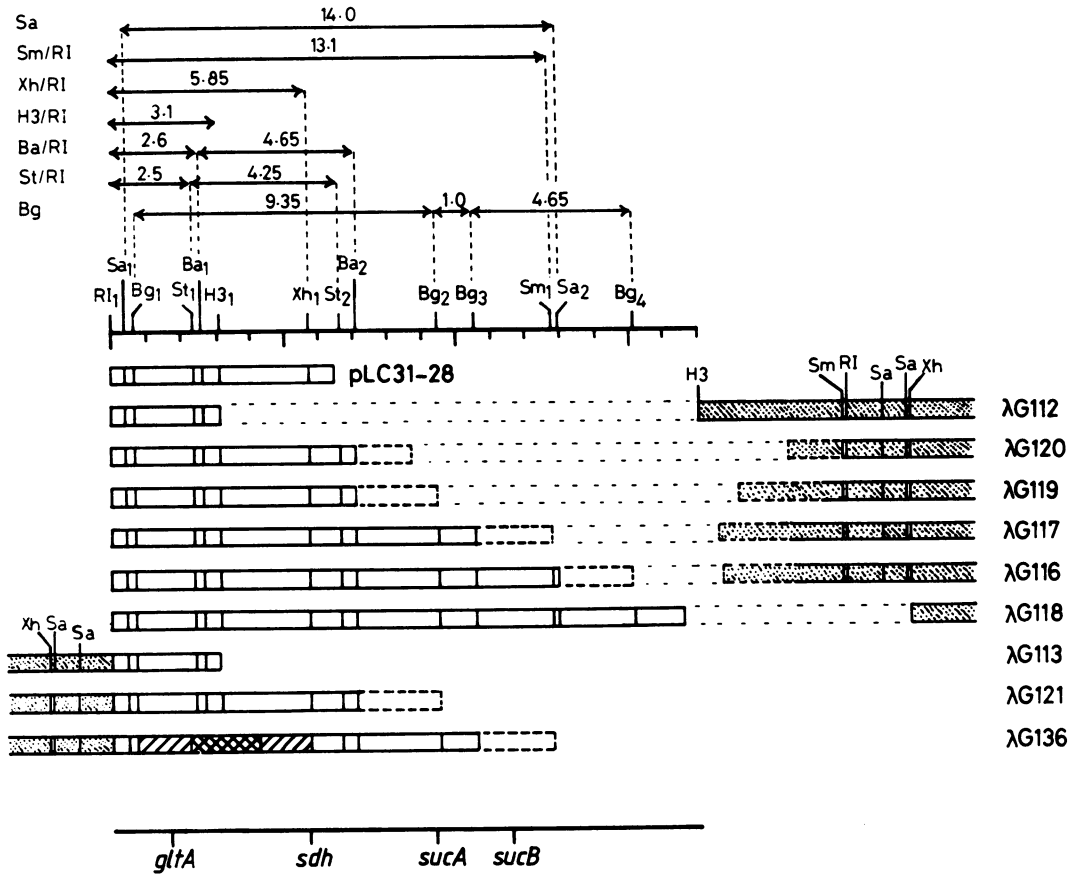 Sa 14·0
Sm/RI 13·1
Xh/RI 5·85
H3/RI 3·1
Ba/RI 2·6 4·65
St/RI 2·5 4·25
Bg 9·35 1·0 4·65
Sa1 Ba1 Ba2
RI1 Bg1 St1 H31 Xh1 St2 Bg2 Bg3 Sm1 Sa2 Bg4
pLC31-28
H3 Sm RI Sa Sa Xh
λG112
λG120
λG119
λG117
λG116
λG118
Xh Sa Sa
λG113
λG121
λG136
gltA sdh sucA sucB